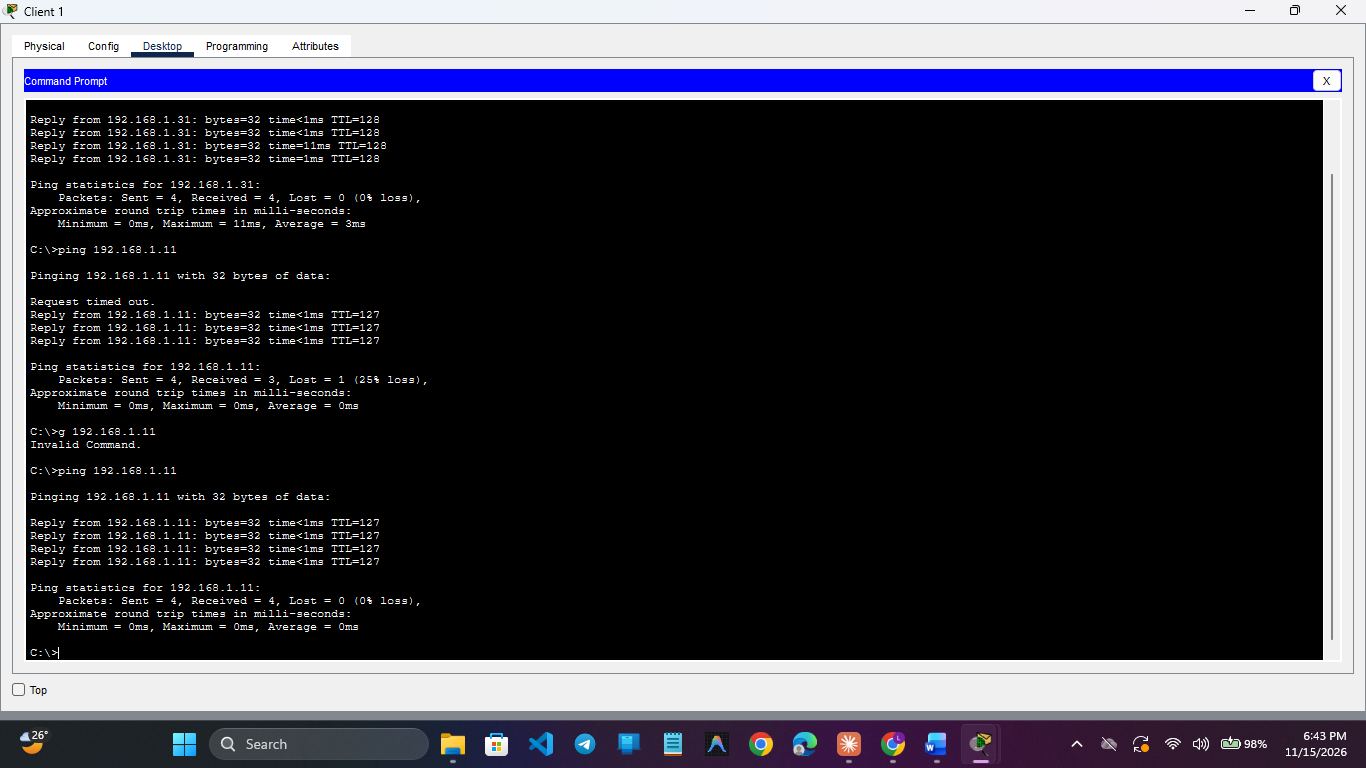 Client 1
Physical Config Desktop Programming Attributes
Command Prompt
X
Reply from 192.168.1.31: bytes=32 time<1ms TTL=128
Reply from 192.168.1.31: bytes=32 time<1ms TTL=128
Reply from 192.168.1.31: bytes=32 time=11ms TTL=128
Reply from 192.168.1.31: bytes=32 time=1ms TTL=128
Ping statistics for 192.168.1.31:
Packets: Sent = 4, Received = 4, Lost = 0 (0% loss),
Approximate round trip times in milli-seconds:
Minimum = 0ms, Maximum = 11ms, Average = 3ms
C:\>ping 192.168.1.11
Pinging 192.168.1.11 with 32 bytes of data:
Request timed out.
Reply from 192.168.1.11: bytes=32 time<1ms TTL=127
Reply from 192.168.1.11: bytes=32 time<1ms TTL=127
Reply from 192.168.1.11: bytes=32 time<1ms TTL=127
Ping statistics for 192.168.1.11:
Packets: Sent = 4, Received = 3, Lost = 1 (25% loss),
Approximate round trip times in milli-seconds:
Minimum = 0ms, Maximum = 0ms, Average = 0ms
C:\>g 192.168.1.11
Invalid Command.
C:\>ping 192.168.1.11
Pinging 192.168.1.11 with 32 bytes of data:
Reply from 192.168.1.11: bytes=32 time<1ms TTL=127
Reply from 192.168.1.11: bytes=32 time<1ms TTL=127
Reply from 192.168.1.11: bytes=32 time<1ms TTL=127
Reply from 192.168.1.11: bytes=32 time<1ms TTL=127
Ping statistics for 192.168.1.11:
Packets: Sent = 4, Received = 4, Lost = 0 (0% loss),
Approximate round trip times in milli-seconds:
Minimum = 0ms, Maximum = 0ms, Average = 0ms
C:\>
Top
26°
Search
98%
6:43 PM
11/15/2026